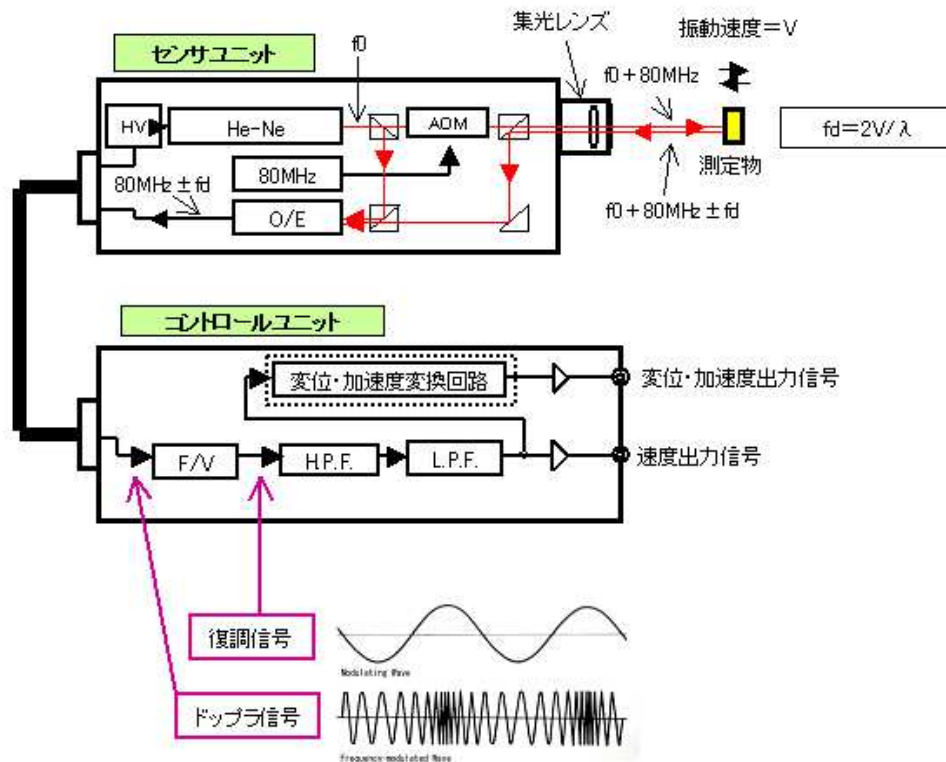 集光レンズ
振動速度＝V
センサユニット
f0
f0＋80MHz
HV
He-Ne
AOM
fd＝2V/λ
80MHz
測定物
80MHz±fd
O/E
f0＋80MHz±fd
コントロールユニット
変位・加速度変換回路
変位・加速度出力信号
F/V
H.P.F.
L.P.F.
速度出力信号
復調信号
Modulating Wave
ドップラ信号
Frequency-modulated Wave